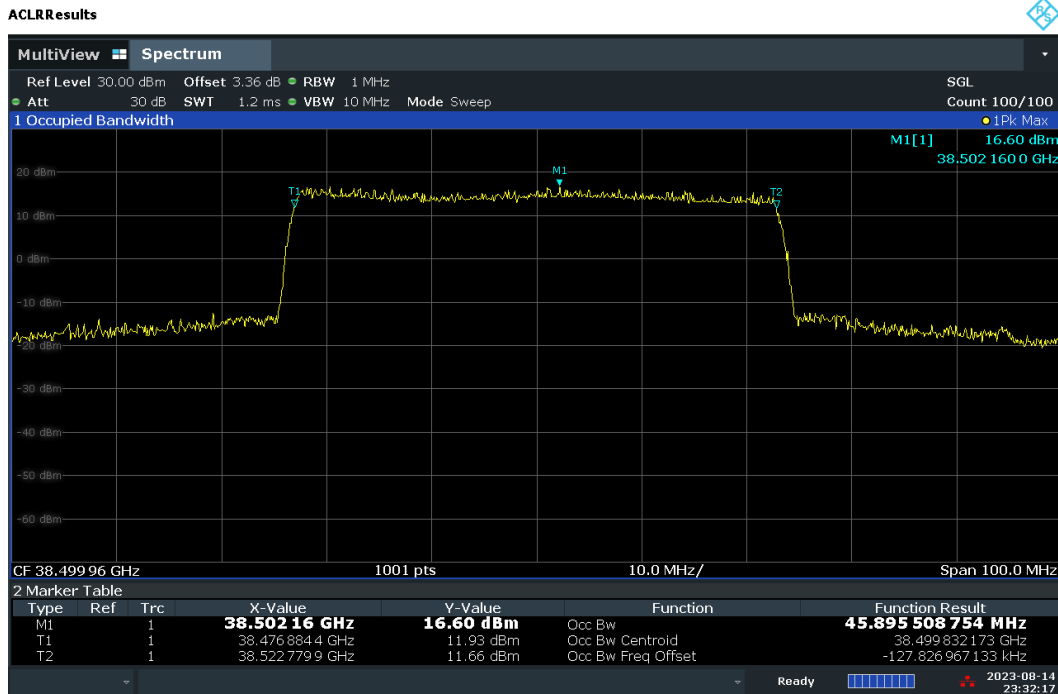 ACLRResults
R&S
MultiView Spectrum
Ref Level 30.00 dBm Offset 3.36 dB RBW 1 MHz SGL
Att 30 dB SWT 1.2 ms VBW 10 MHz Mode Sweep Count 100/100
1 Occupied Bandwidth 1Pk Max
M1[1] 16.60 dBm
38.502 160 0 GHz
M1
20 dBm
T1
T2
10 dBm
0 dBm
-10 dBm
-20 dBm
-30 dBm
-40 dBm
-50 dBm
-60 dBm
CF 38.499 96 GHz 1001 pts 10.0 MHz/ Span 100.0 MHz
2 Marker Table
Type Ref Trc X-Value Y-Value Function Function Result
M1 1 38.502 16 GHz 16.60 dBm Occ Bw 45.895 508 754 MHz
T1 1 38.476 884 4 GHz 11.93 dBm Occ Bw Centroid 38.499 832 173 GHz
T2 1 38.522 779 9 GHz 11.66 dBm Occ Bw Freq Offset -127.826 967 133 kHz
Ready 2023-08-14
23:32:17